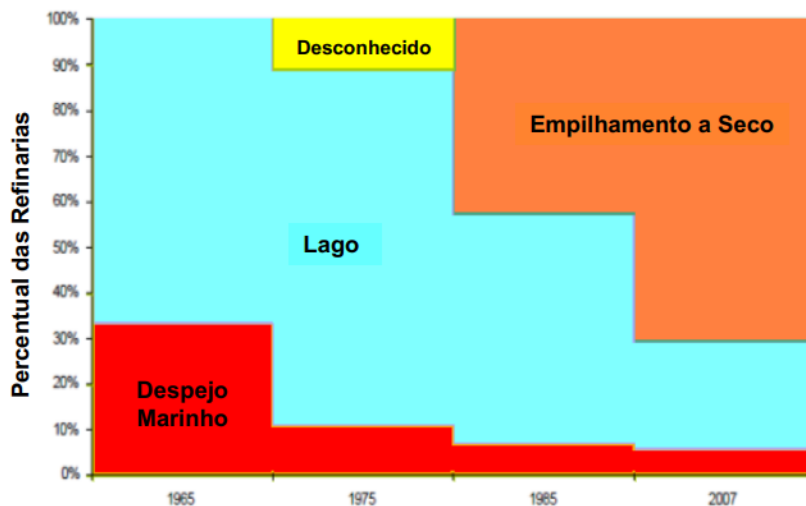 Percentual das Refinarias
100%
90%
80%
70%
60%
50%
40%
30%
20%
10%
0%
Desconhecido
Empilhamento a Seco
Lago
Despejo
Marinho
1965
1975
1985
2007